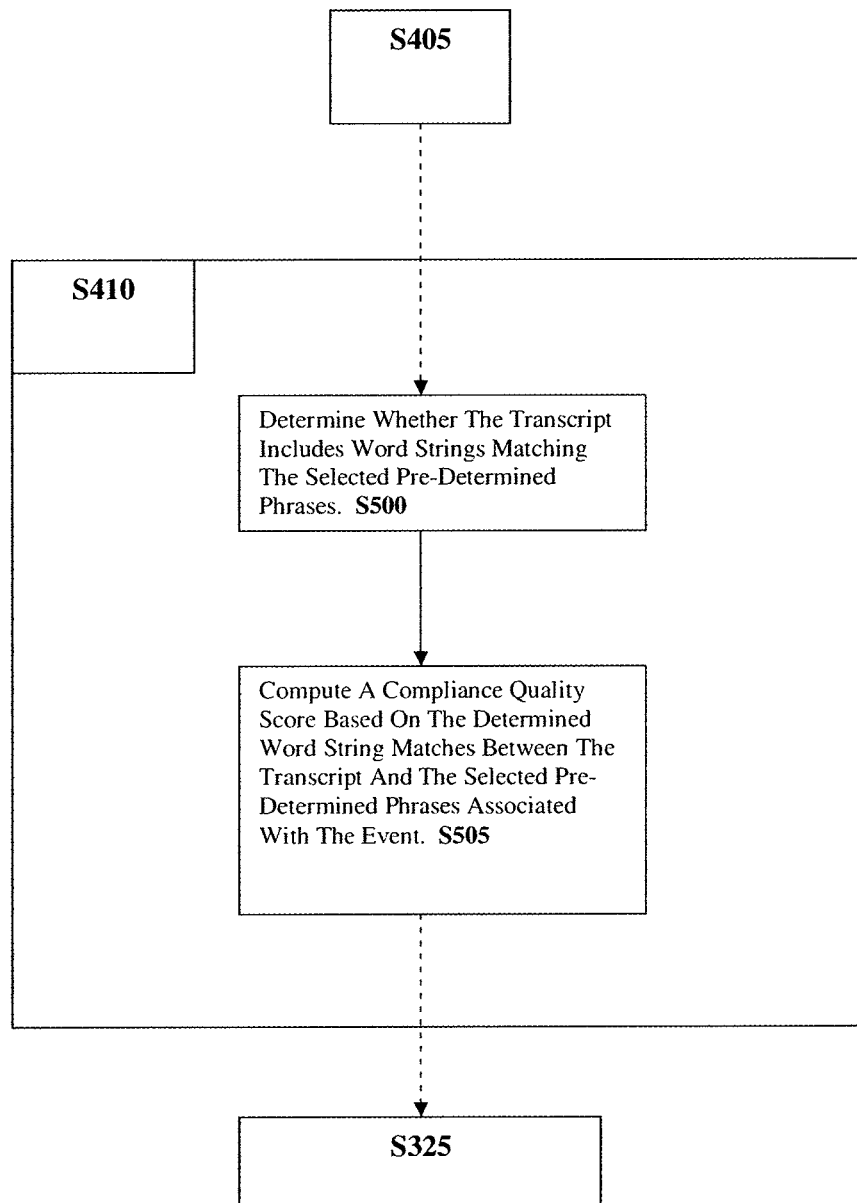 S405
S410
Determine Whether The Transcript
Includes Word Strings Matching
The Selected Pre-Determined
Phrases. S500
Compute A Compliance Quality
Score Based On The Determined
Word String Matches Between The
Transcript And The Selected Pre-
Determined Phrases Associated
With The Event. S505
S325